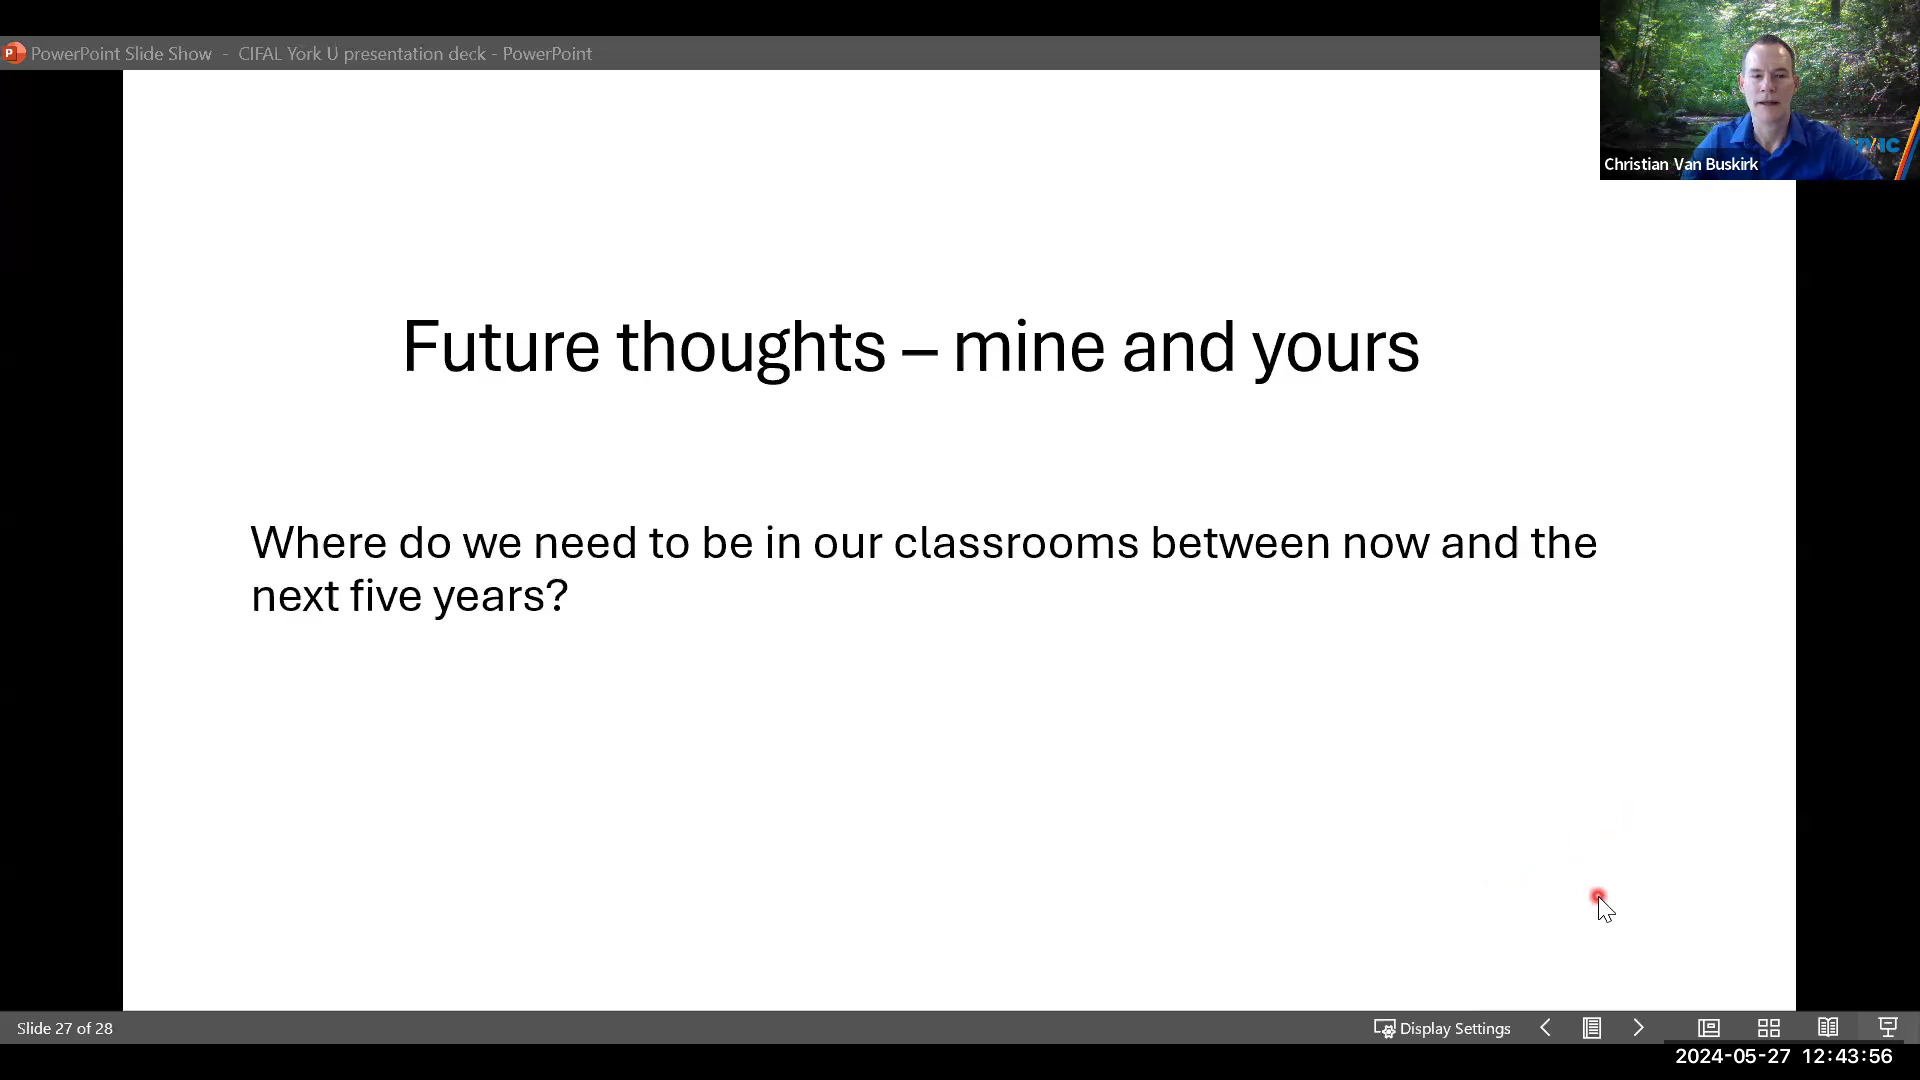 PowerPoint Slide Show - CIFAL York U presentation deck - PowerPoint
Christian Van Buskirk
Future thoughts – mine and yours
Where do we need to be in our classrooms between now and the
next five years?
Slide 27 of 28
Display Settings
2024-05-27 12:43:56